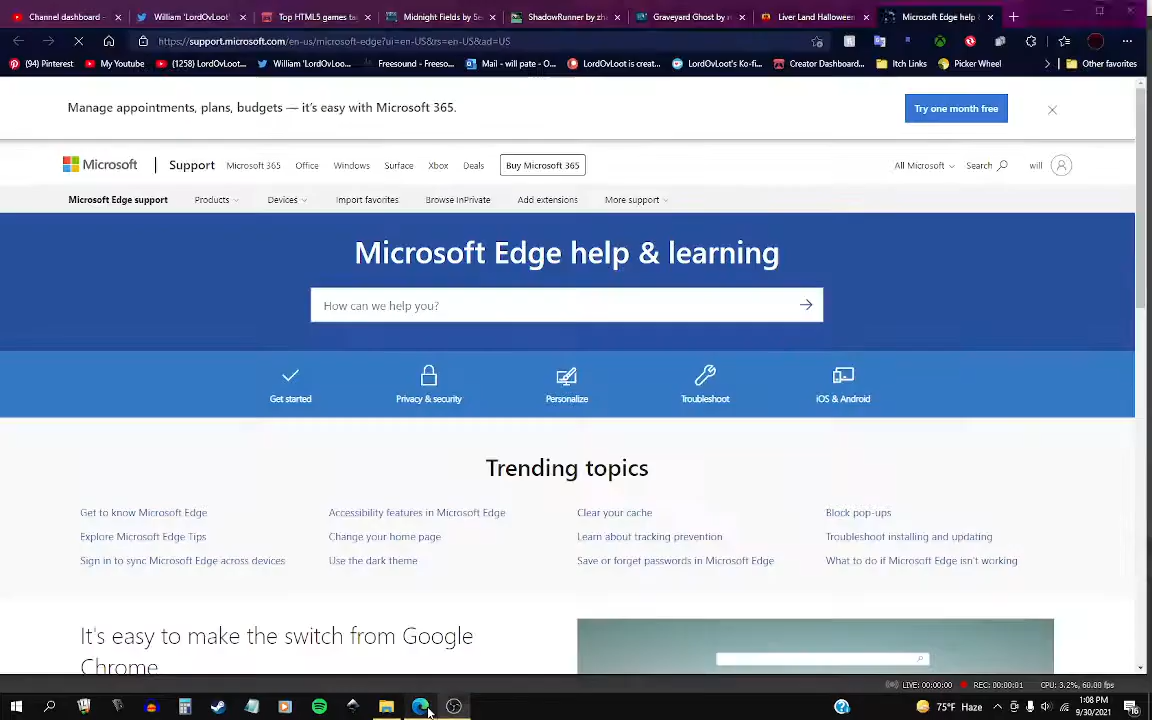 Channel dashboard - William 'LordOvLoot' Top HTML5 games ta Midnight Fields by Se ShadowRunner by zha Graveyard Ghost by r Liver Land Halloween Microsoft Edge help
https://support.microsoft.com/en-us/microsoft-edge?ui=en-US&rs=en-US&ad=US
(94) Pinterest My Youtube (1258) LordOvLoot... William 'LordOvLoo... Freesound - Freeso... Mail - will pate - O... LordOvLoot is creat... LordOvLoot's Ko-fi... Creator Dashboard... Itch Links Picker Wheel Other favorites
Manage appointments, plans, budgets — it's easy with Microsoft 365. Try one month free
Microsoft Support Microsoft 365 Office Windows Surface Xbox Deals Buy Microsoft 365 All Microsoft Search will
Microsoft Edge support Products Devices Import favorites Browse InPrivate Add extensions More support
Microsoft Edge help & learning
How can we help you?
Get started Privacy & security Personalize Troubleshoot iOS & Android
Trending topics
Get to know Microsoft Edge Accessibility features in Microsoft Edge Clear your cache Block pop-ups
Explore Microsoft Edge Tips Change your home page Learn about tracking prevention Troubleshoot installing and updating
Sign in to sync Microsoft Edge across devices Use the dark theme Save or forget passwords in Microsoft Edge What to do if Microsoft Edge isn't working
It's easy to make the switch from Google
Chrome
LIVE: 00:00:00 REC: 00:00:01 CPU: 3.2%, 60.00 fps
75°F Haze 1:08 PM
9/30/2021 16